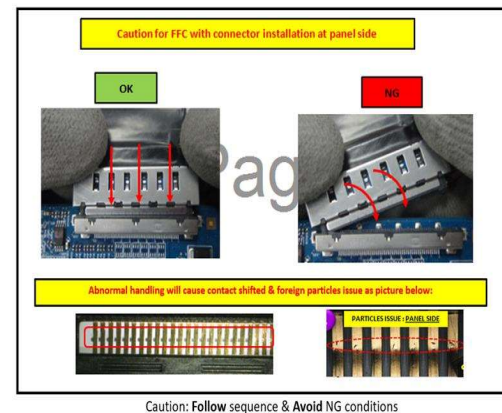 Caution for FFC with connector installation at panel side
OK
NG
Pag
Abnormal handling will cause contact shifted & foreign particles issue as picture below:
PARTICLES ISSUE : PANEL SIDE
Caution: Follow sequence & Avoid NG conditions